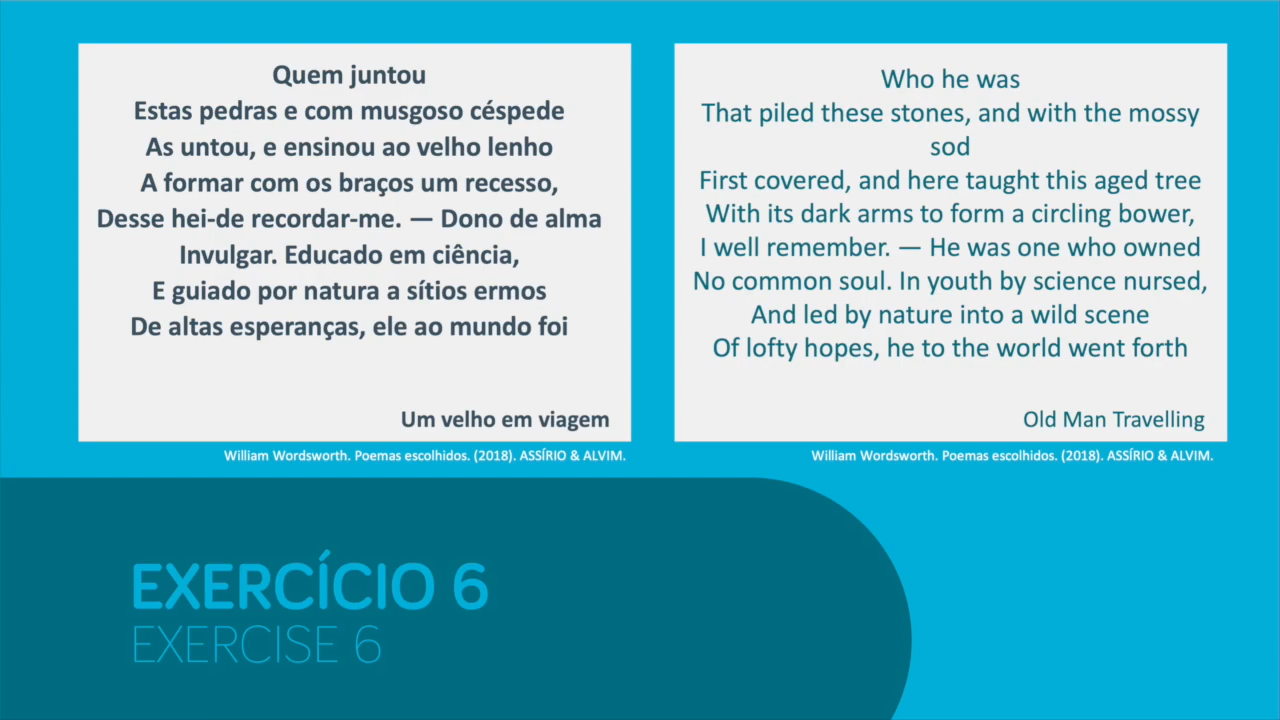 Quem juntou
Estas pedras e com musgoso céspede
As untou, e ensinou ao velho lenho
A formar com os braços um recesso,
Desse hei-de recordar-me. — Dono de alma
Invulgar. Educado em ciência,
E guiado por natura a sítios ermos
De altas esperanças, ele ao mundo foi
Um velho em viagem
William Wordsworth. Poemas escolhidos. (2018). ASSÍRIO & ALVIM.
Who he was
That piled these stones, and with the mossy
sod
First covered, and here taught this aged tree
With its dark arms to form a circling bower,
I well remember. — He was one who owned
No common soul. In youth by science nursed,
And led by nature into a wild scene
Of lofty hopes, he to the world went forth
Old Man Travelling
William Wordsworth. Poemas escolhidos. (2018). ASSÍRIO & ALVIM.
EXERCÍCIO 6
EXERCISE 6